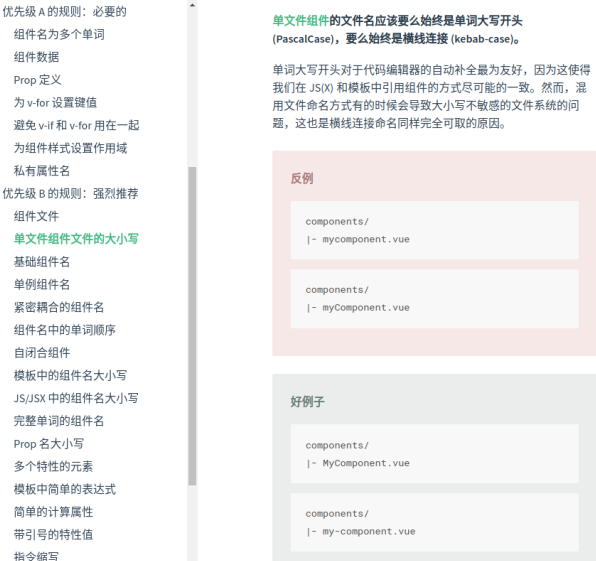 优先级 A 的规则：必要的
组件名为多个单词
组件数据
Prop 定义
为 v-for 设置键值
避免 v-if 和 v-for 用在一起
为组件样式设置作用域
私有属性名
优先级 B 的规则：强烈推荐
组件文件
单文件组件文件的大小写
基础组件名
单例组件名
紧密耦合的组件名
组件名中的单词顺序
自闭合组件
模板中的组件名大小写
JS/JSX 中的组件名大小写
完整单词的组件名
Prop 名大小写
多个特性的元素
模板中简单的表达式
简单的计算属性
带引号的特性值
指令缩写
单文件组件的文件名应该要么始终是单词大写开头
(PascalCase)，要么始终是横线连接 (kebab-case)。
单词大写开头对于代码编辑器的自动补全最为友好，因为这使得
我们在 JS(X) 和模板中引用组件的方式尽可能的一致。然而，混
用文件命名方式有的时候会导致大小写不敏感的文件系统的问
题，这也是横线连接命名同样完全可取的原因。
反例
components/
|- mycomponent.vue
components/
|- myComponent.vue
好例子
components/
|- MyComponent.vue
components/
|- my-component.vue